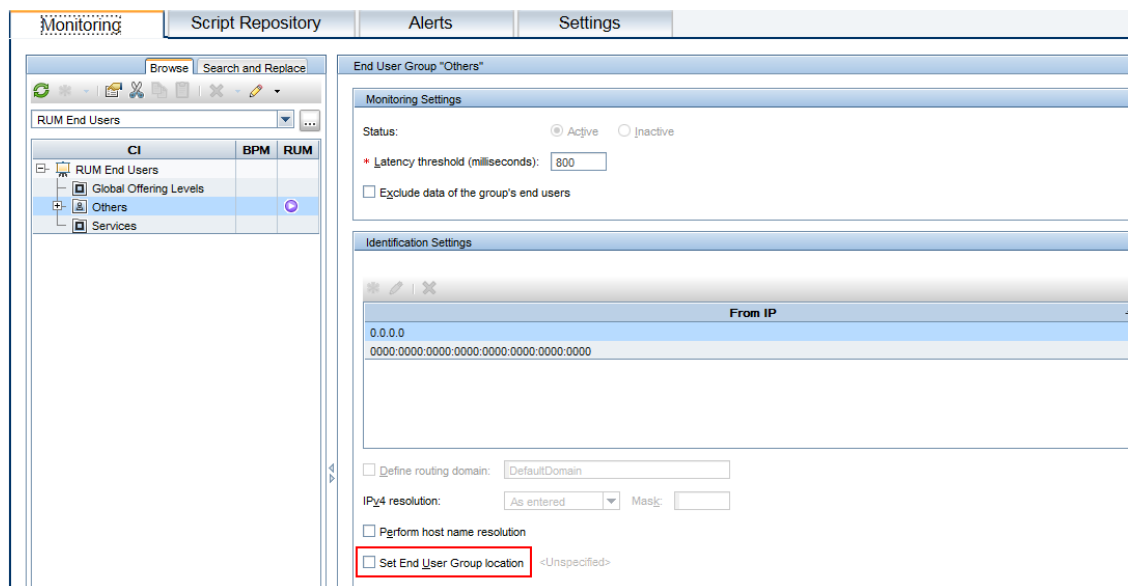 Monitoring Script Repository Alerts Settings
Browse Search and Replace
RUM End Users
...
CI BPM RUM
RUM End Users
Global Offering Levels
Others
Services
End User Group "Others"
Monitoring Settings
Status: Active Inactive
* Latency threshold (milliseconds): 800
Exclude data of the group's end users
Identification Settings
From IP
0.0.0.0
0000:0000:0000:0000:0000:0000:0000:0000
Define routing domain: DefaultDomain
IPv4 resolution: As entered Mask:
Perform host name resolution
Set End User Group location <Unspecified>